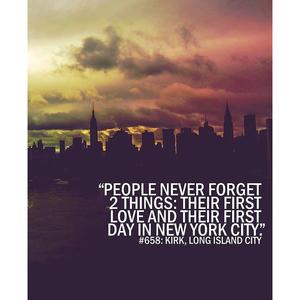 “PEOPLE NEVER FORGET
2 THINGS: THEIR FIRST
LOVE AND THEIR FIRST
DAY IN NEW YORK CITY.”
#658: KIRK, LONG ISLAND CITY